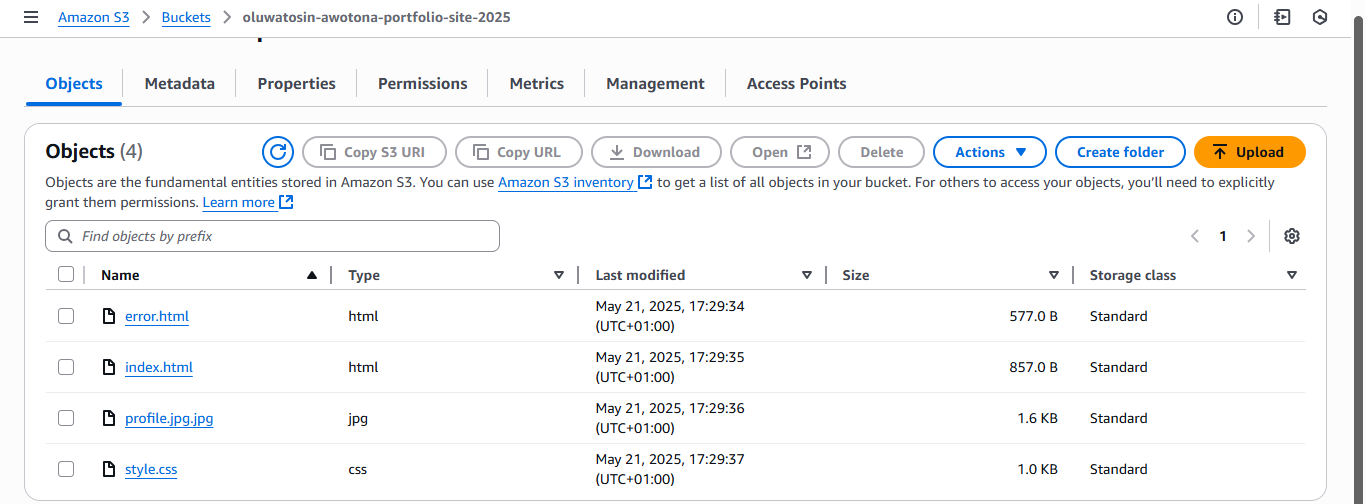 Amazon S3 > Buckets > oluwatosin-awotona-portfolio-site-2025
Objects Metadata Properties Permissions Metrics Management Access Points
Objects (4) Copy S3 URI Copy URL Download Open Delete Actions Create folder Upload
Objects are the fundamental entities stored in Amazon S3. You can use Amazon S3 inventory to get a list of all objects in your bucket. For others to access your objects, you'll need to explicitly
grant them permissions. Learn more
Find objects by prefix 1
Name Type Last modified Size Storage class
error.html html May 21, 2025, 17:29:34 (UTC+01:00) 577.0 B Standard
index.html html May 21, 2025, 17:29:35 (UTC+01:00) 857.0 B Standard
profile.jpg.jpg jpg May 21, 2025, 17:29:36 (UTC+01:00) 1.6 KB Standard
style.css css May 21, 2025, 17:29:37 (UTC+01:00) 1.0 KB Standard